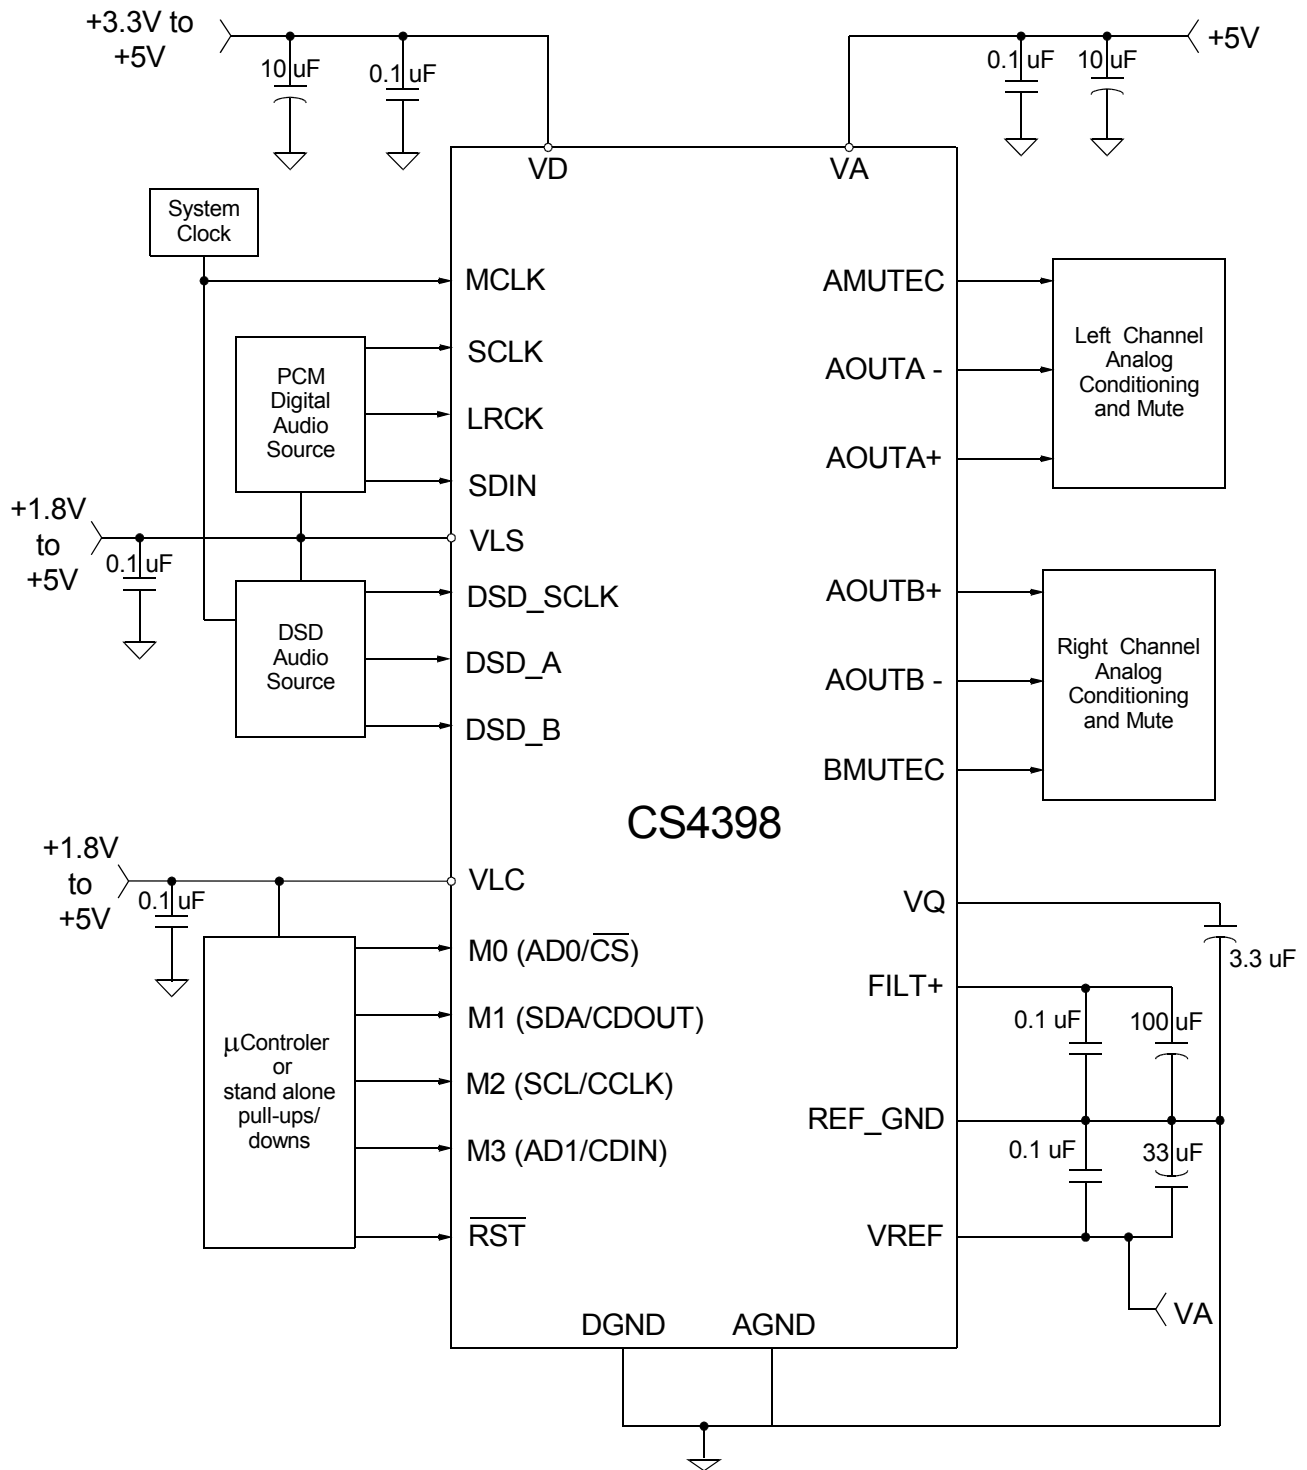 +3.3V to
+5V
10 uF
0.1 uF
0.1 uF
10 uF
+5V
VD
VA
System
Clock
MCLK
SCLK
LRCK
SDIN
VLS
DSD_SCLK
DSD_A
DSD_B
PCM
Digital
Audio
Source
+1.8V
to
+5V
0.1 uF
DSD
Audio
Source
AMUTEC
AOUTA -
AOUTA+
Left Channel
Analog
Conditioning
and Mute
AOUTB+
AOUTB -
BMUTEC
Right Channel
Analog
Conditioning
and Mute
CS4398
+1.8V
to
+5V
0.1 uF
VLC
M0 (AD0/CS)
M1 (SDA/CDOUT)
M2 (SCL/CCLK)
M3 (AD1/CDIN)
RST
µControler
or
stand alone
pull-ups/
downs
VQ
3.3 uF
FILT+
0.1 uF
100 uF
REF_GND
0.1 uF
33 uF
VREF
VA
DGND
AGND